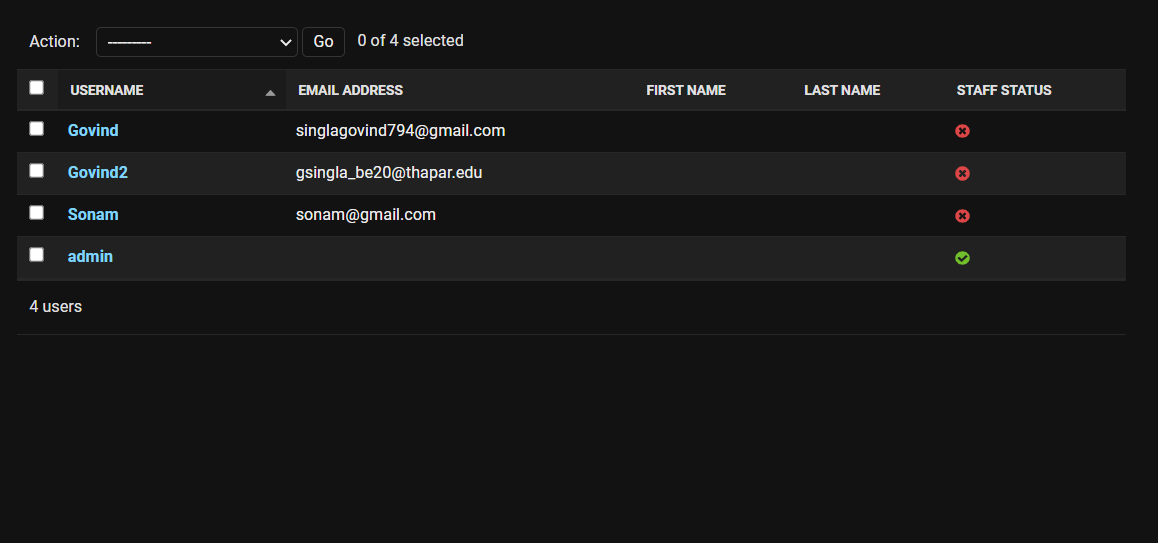 Action: --------- Go 0 of 4 selected
USERNAME EMAIL ADDRESS FIRST NAME LAST NAME STAFF STATUS
Govind singlagovind794@gmail.com
Govind2 gsingla_be20@thapar.edu
Sonam sonam@gmail.com
admin
4 users